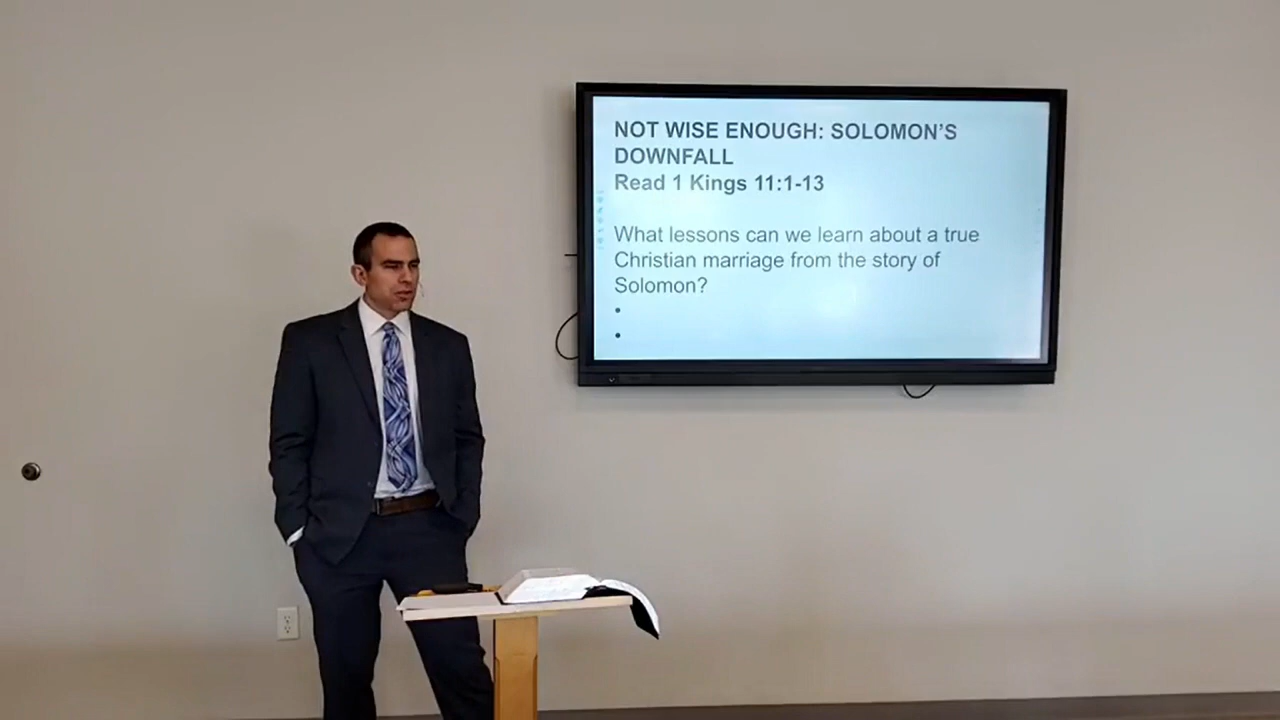 NOT WISE ENOUGH: SOLOMON'S
DOWNFALL
Read 1 Kings 11:1-13
What lessons can we learn about a true
Christian marriage from the story of
Solomon?
•
•